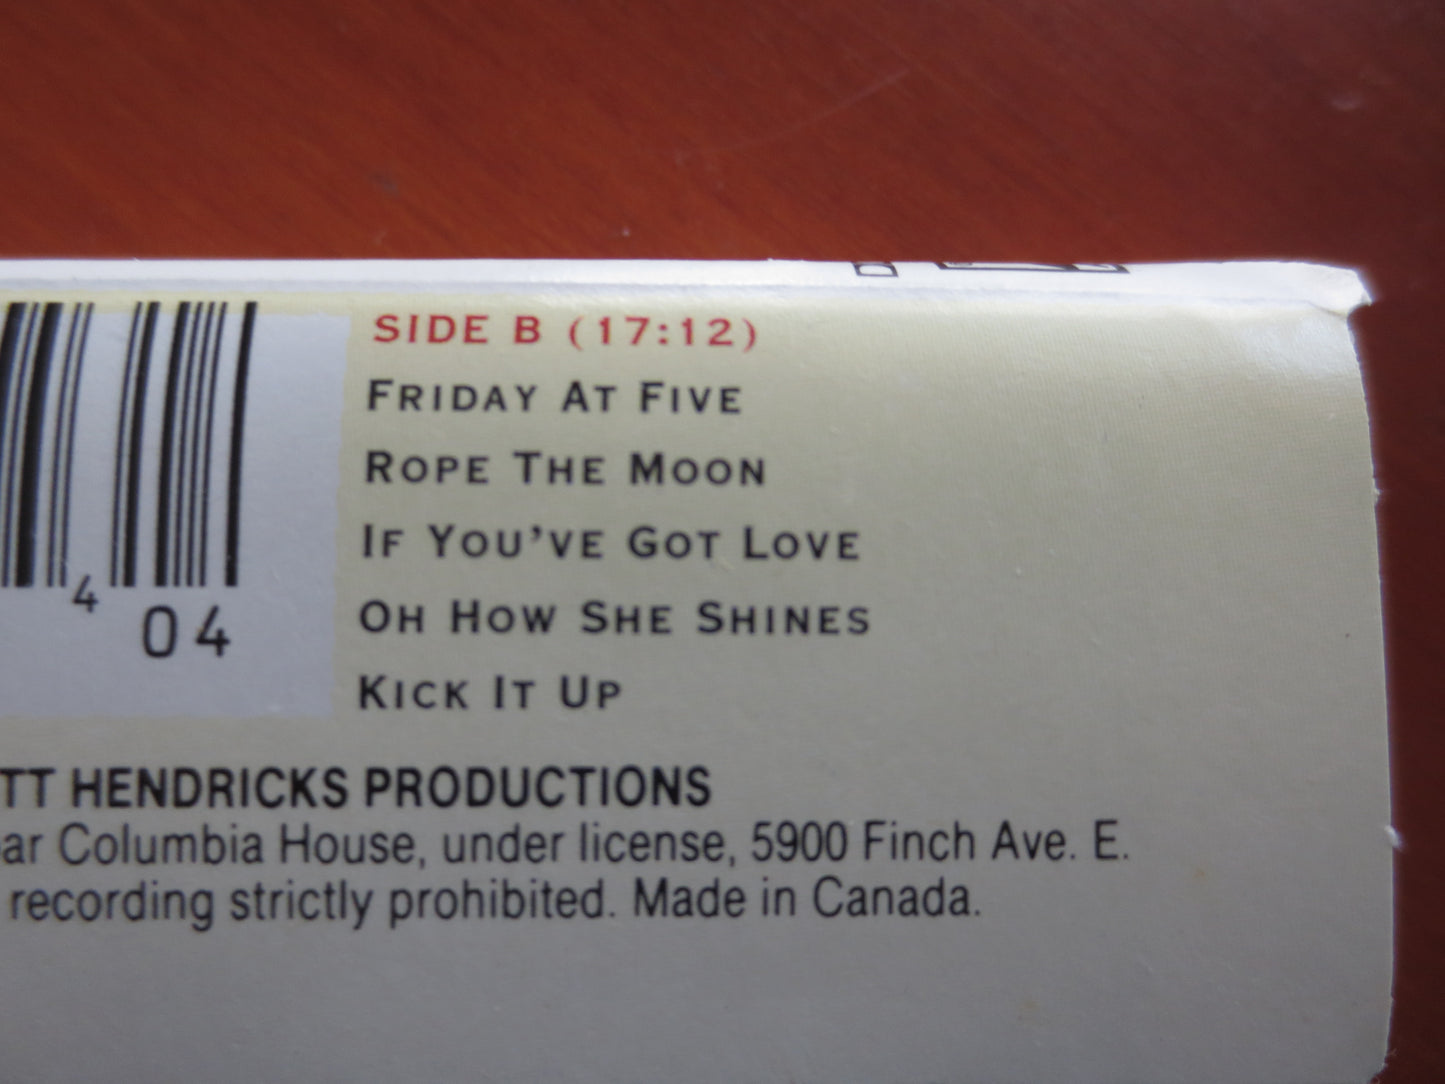 SIDE B (17:12)
FRIDAY AT FIVE
ROPE THE MOON
IF YOU'VE GOT LOVE
OH HOW SHE SHINES
KICK IT UP
4
04
TT HENDRICKS PRODUCTIONS
ar Columbia House, under license, 5900 Finch Ave. E.
recording strictly prohibited. Made in Canada.